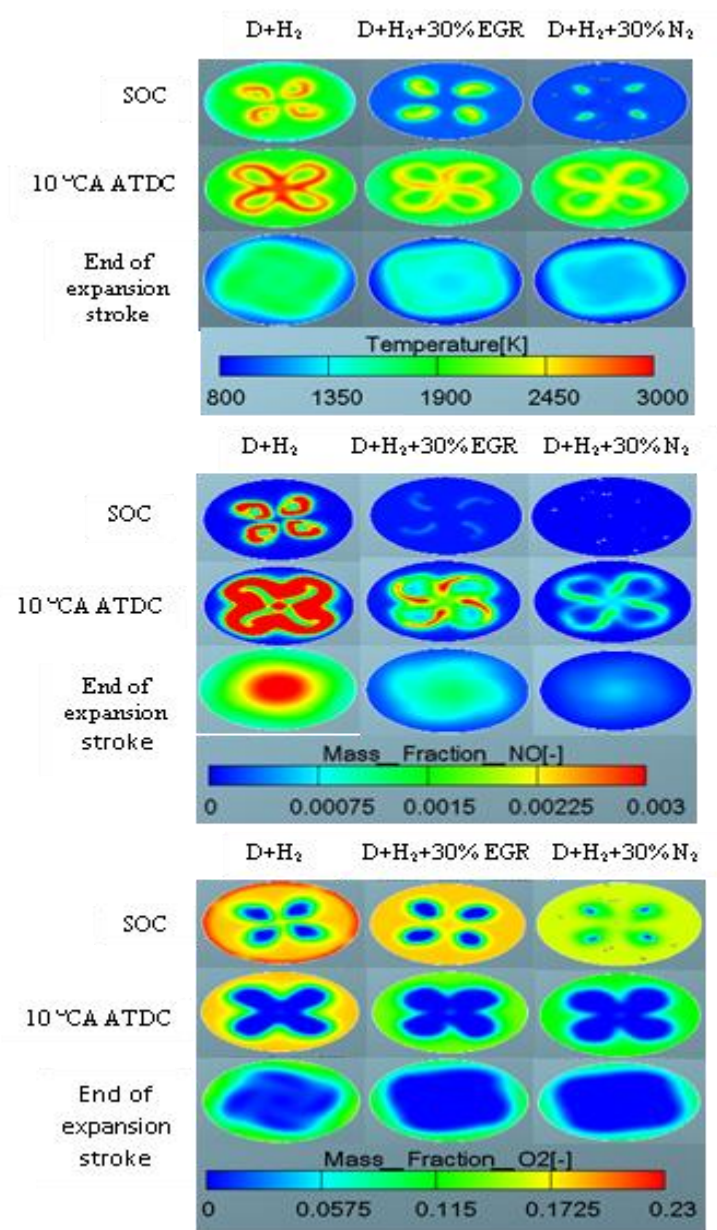 D+H₂ D+H₂+30%EGR D+H₂+30%N₂
SOC
10 ºCA ATDC
End of
expansion
stroke
Temperature[K]
800 1350 1900 2450 3000
D+H₂ D+H₂+30%EGR D+H₂+30%N₂
SOC
10 ºCA ATDC
End of
expansion
stroke
Mass_Fraction_NO[-]
0 0.00075 0.0015 0.00225 0.003
D+H₂ D+H₂+30% EGR D+H₂+30%N₂
SOC
10 ºCA ATDC
End of
expansion
stroke
Mass_Fraction_O2[-]
0 0.0575 0.115 0.1725 0.23